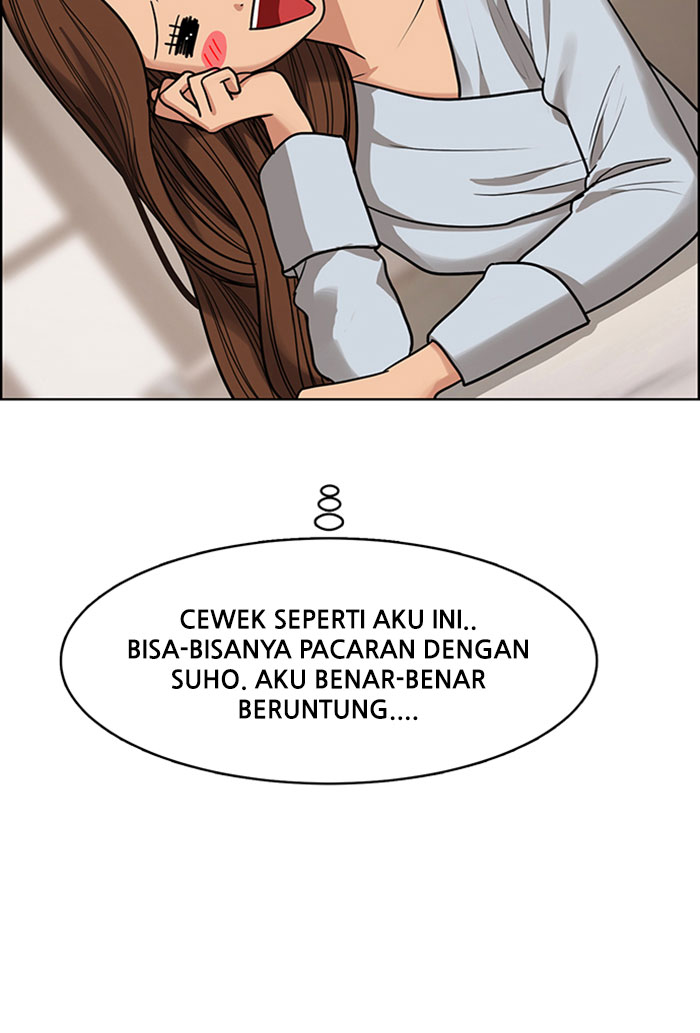 CEWEK SEPERTI AKU INI..
BISA-BISANYA PACARAN DENGAN
SUHO. AKU BENAR-BENAR
BERUNTUNG....